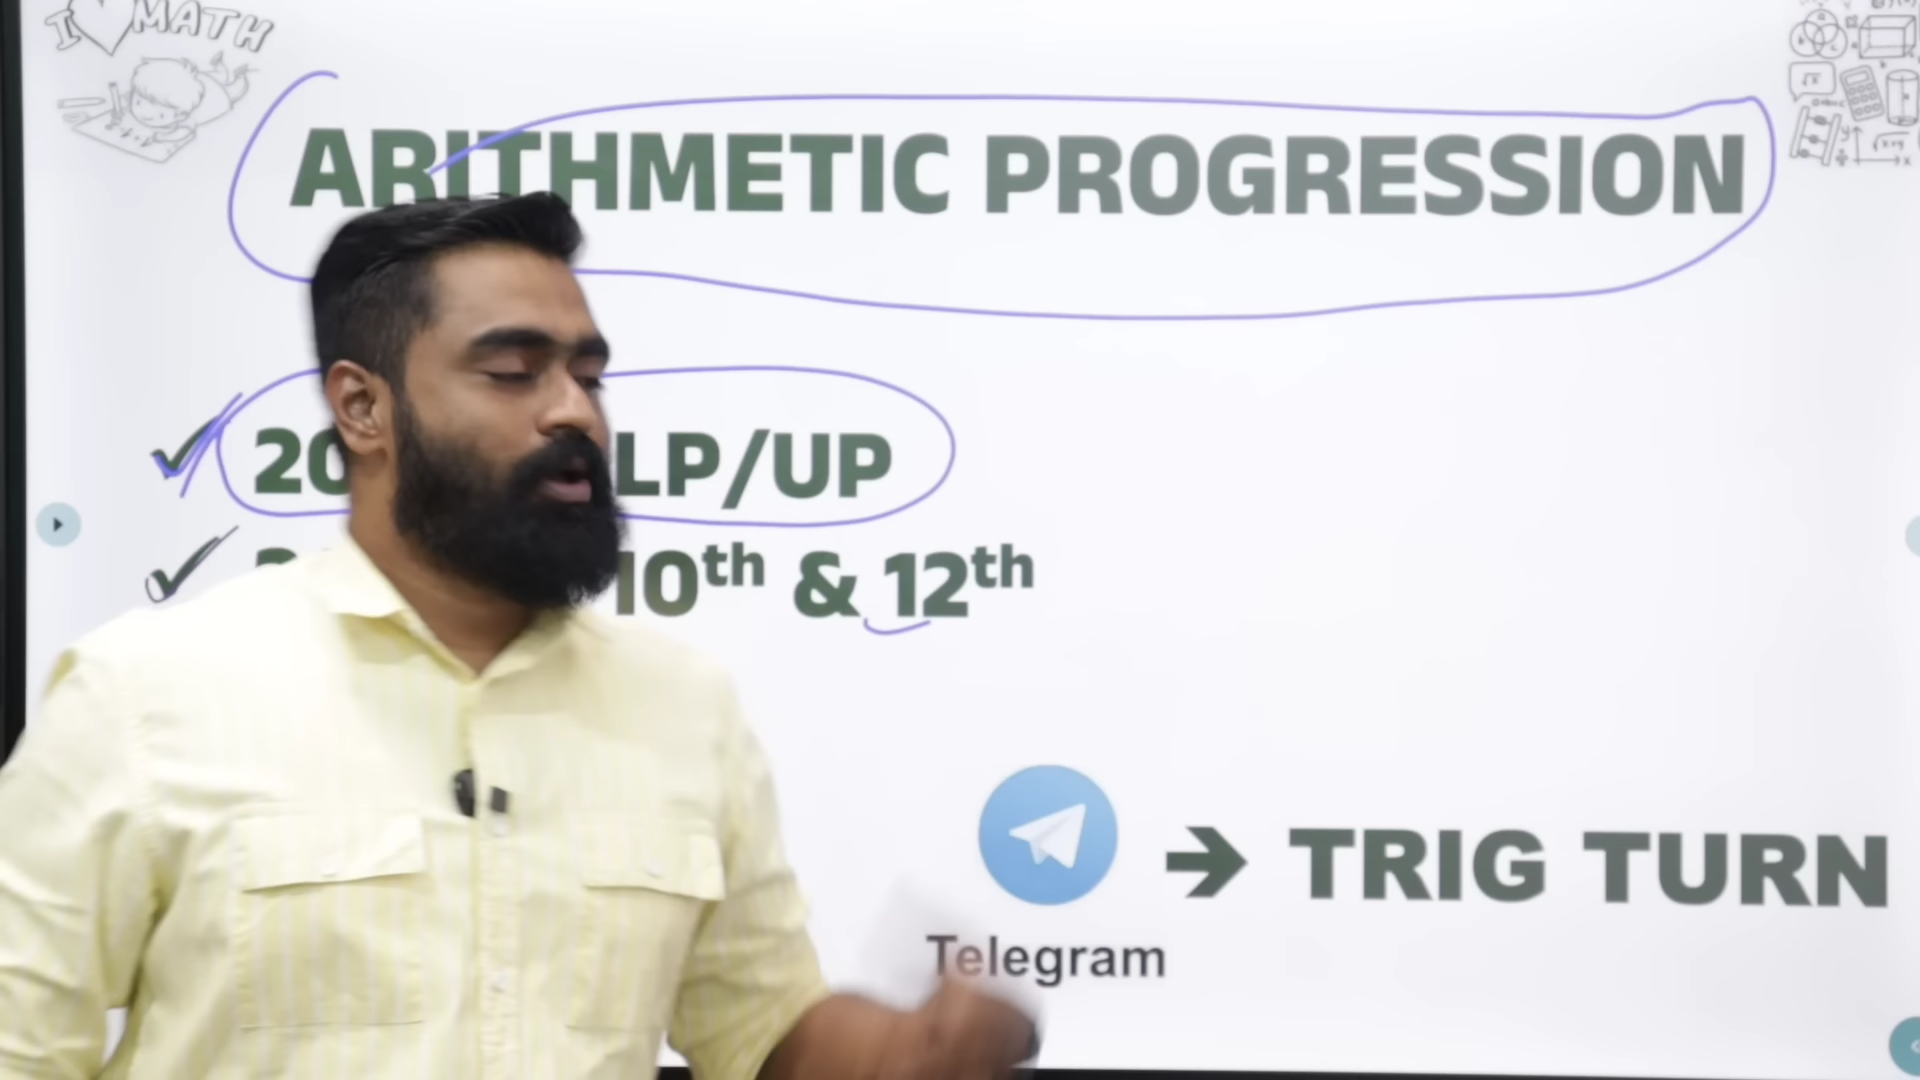 I MATH
ARITHMETIC PROGRESSION
LP/UP
10th & 12th
TRIG TURN
Telegram